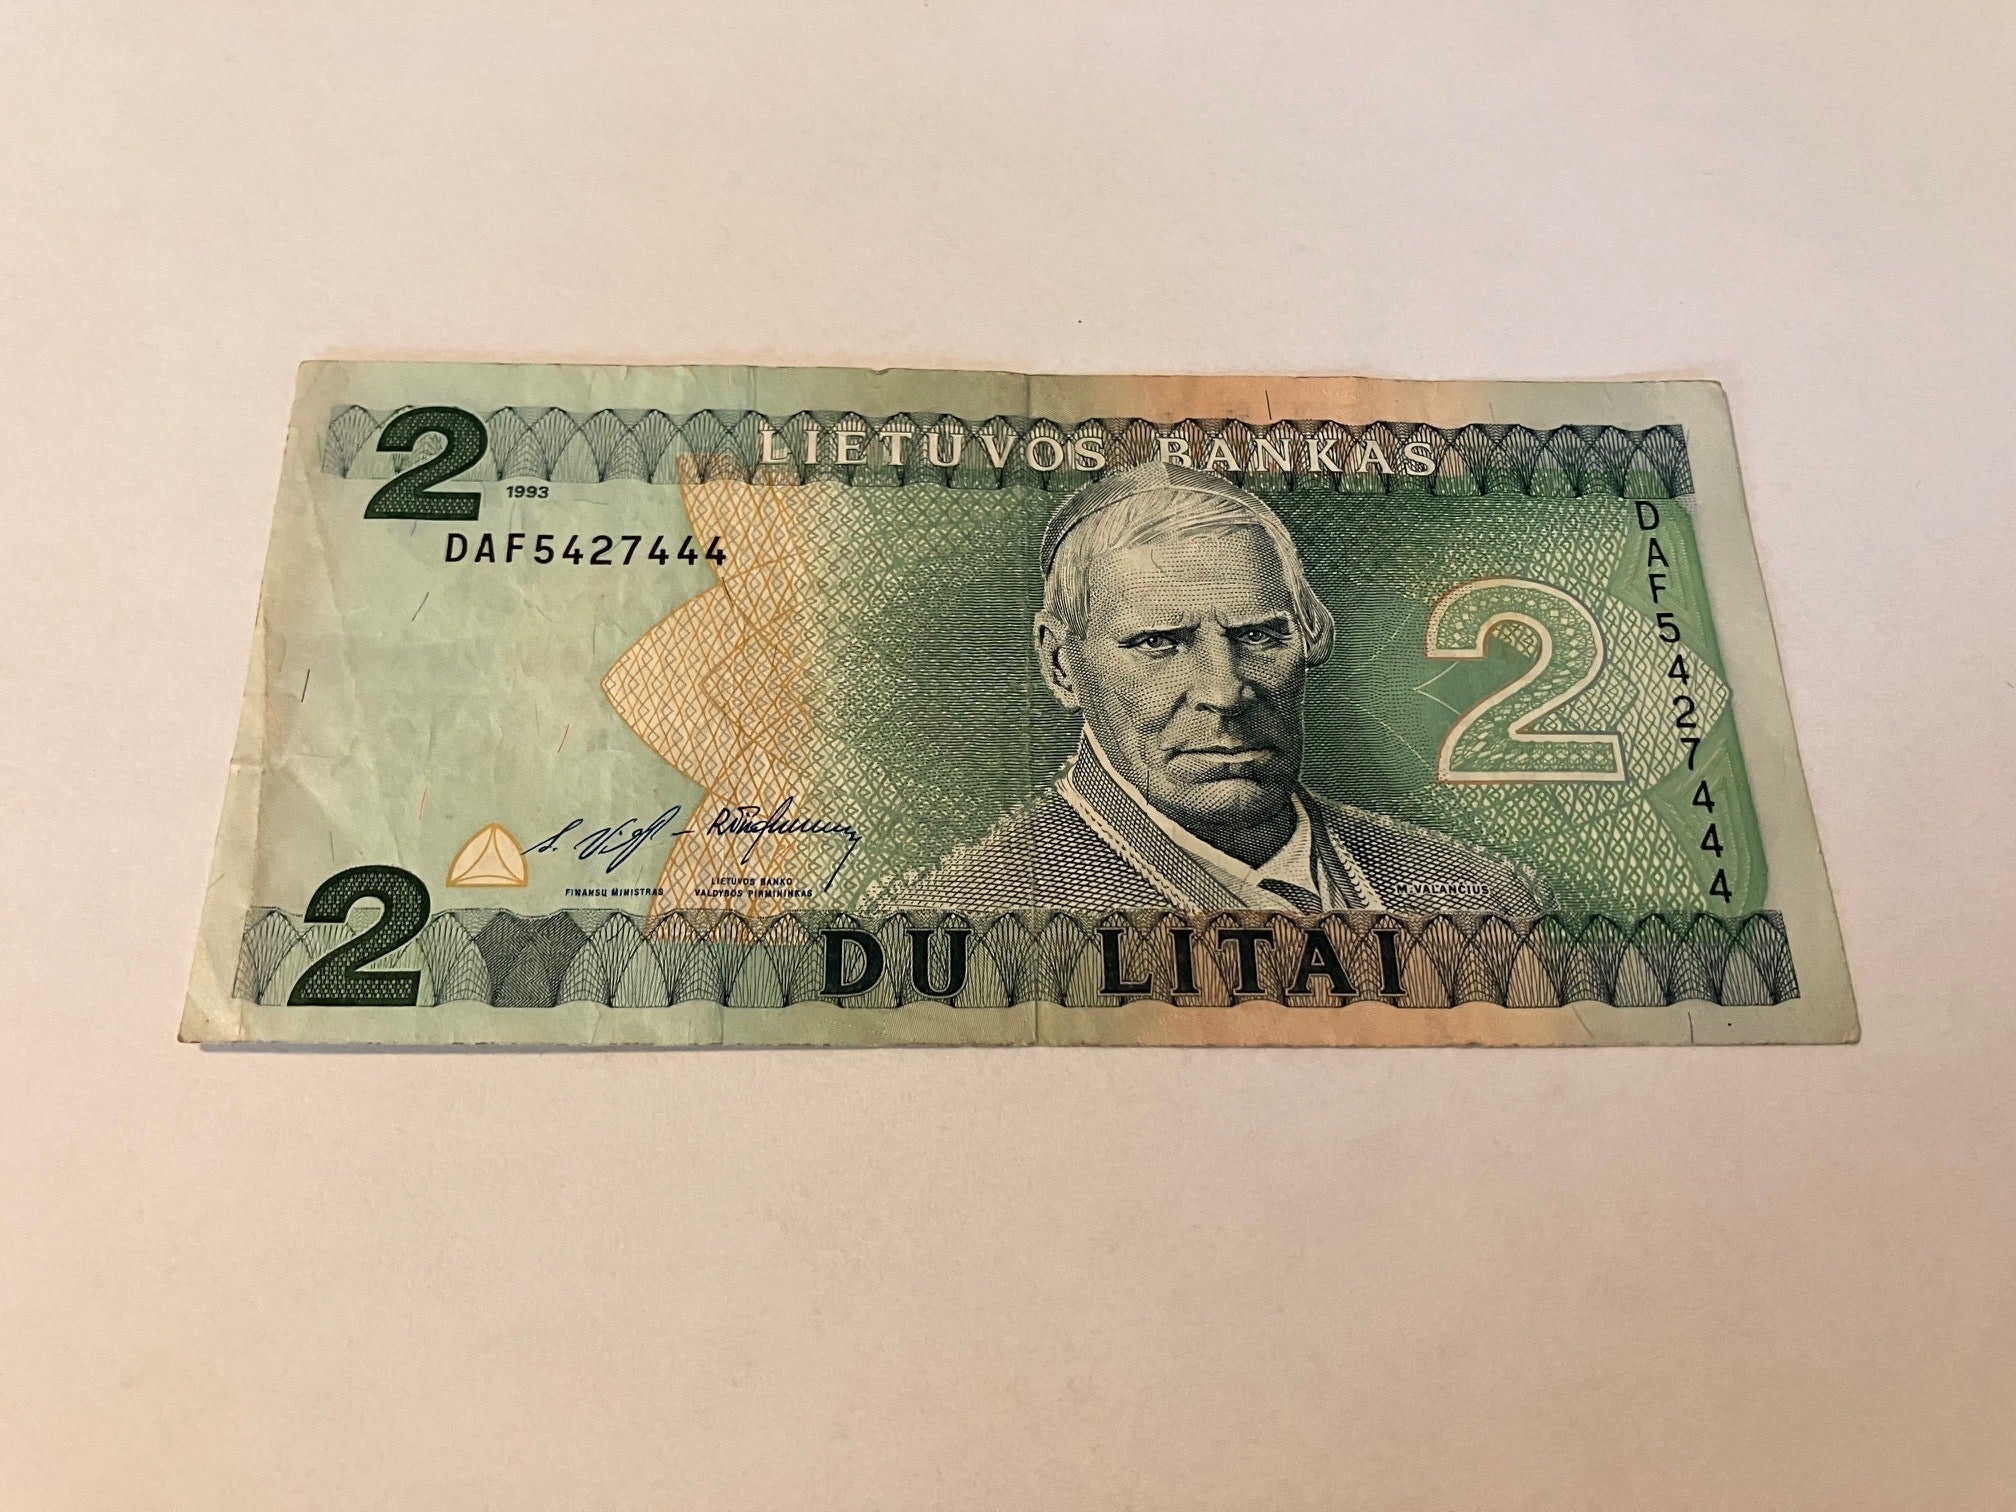 2
LIETUVOS BANKAS
1993
DAF5427444
DAF5427444
2
FINANSŲ MINISTRAS
LIETUVOS BANKO
VALDYBOS PIRMININKAS
M. VALANČIUS
2
DU LITAI